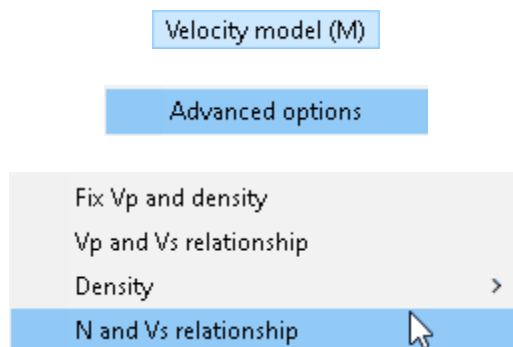 Velocity model (M)
Advanced options
Fix Vp and density
Vp and Vs relationship
Density
N and Vs relationship